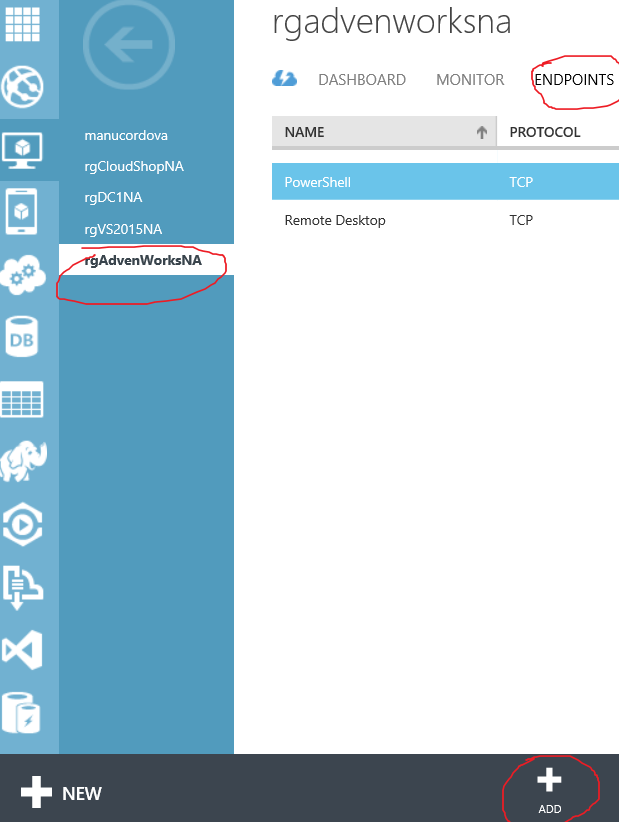 rgadvenworksna
DASHBOARD MONITOR ENDPOINTS
NAME PROTOCOL
PowerShell TCP
Remote Desktop TCP
manucordova
rgCloudShopNA
rgDC1NA
rgVS2015NA
rgAdvenWorksNA
DB
NEW
ADD